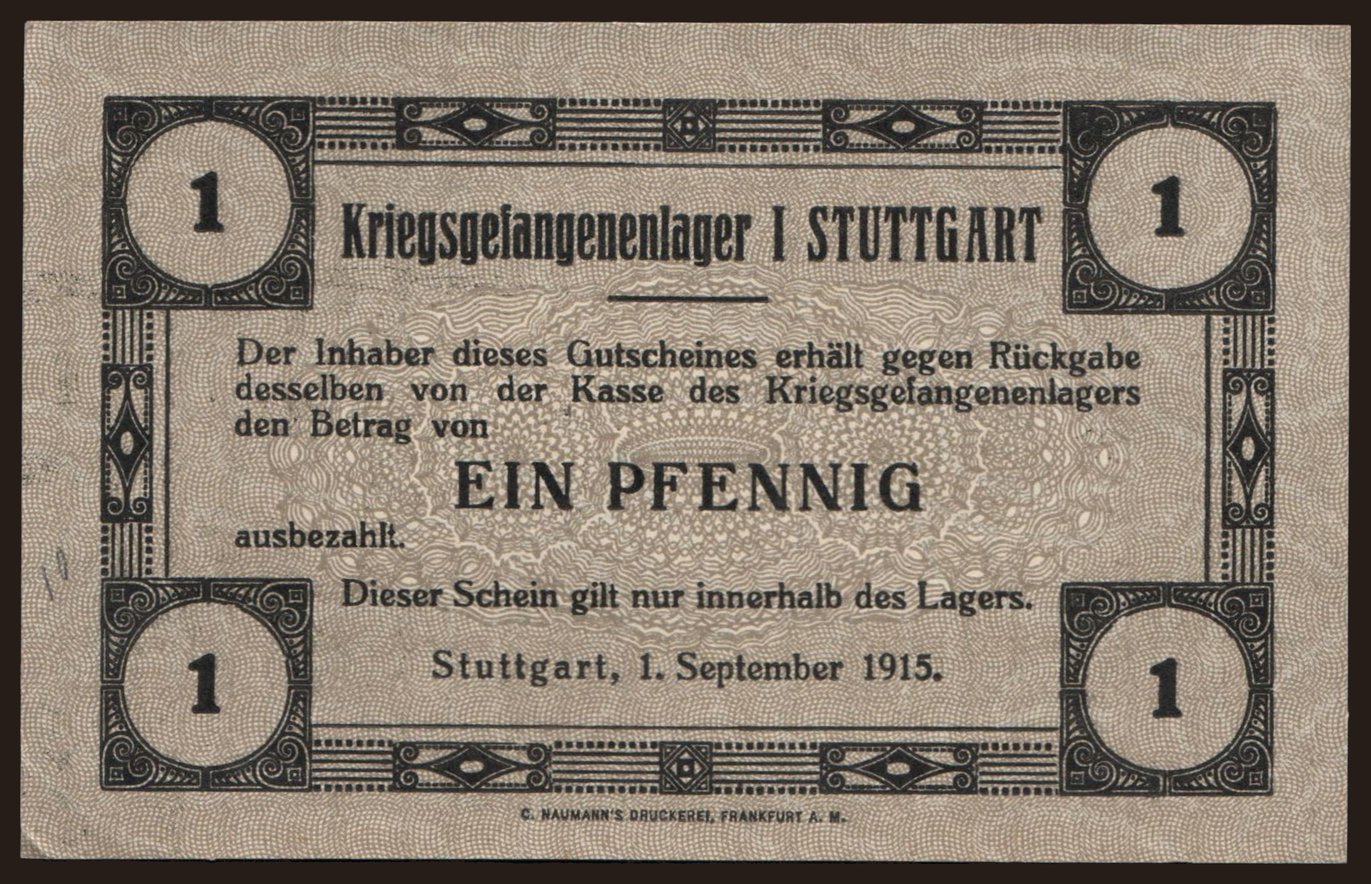 1
1
Kriegsgefangenenlager I STUTTGART
Der Inhaber dieses Gutscheines erhält gegen Rückgabe
desselben von der Kasse des Kriegsgefangenenlagers
den Betrag von
EIN PFENNIG
ausbezahlt.
Dieser Schein gilt nur innerhalb des Lagers.
Stuttgart, 1. September 1915.
1
1
C. NAUMANN'S DRUCKEREI, FRANKFURT A. M.